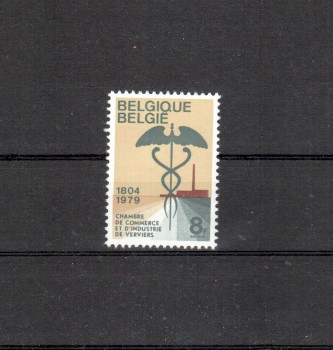 BELGIQUE
BELGIË
1804
1979
CHAMBRE
DE COMMERCE
ET D'INDUSTRIE
DE VERVIERS
8F